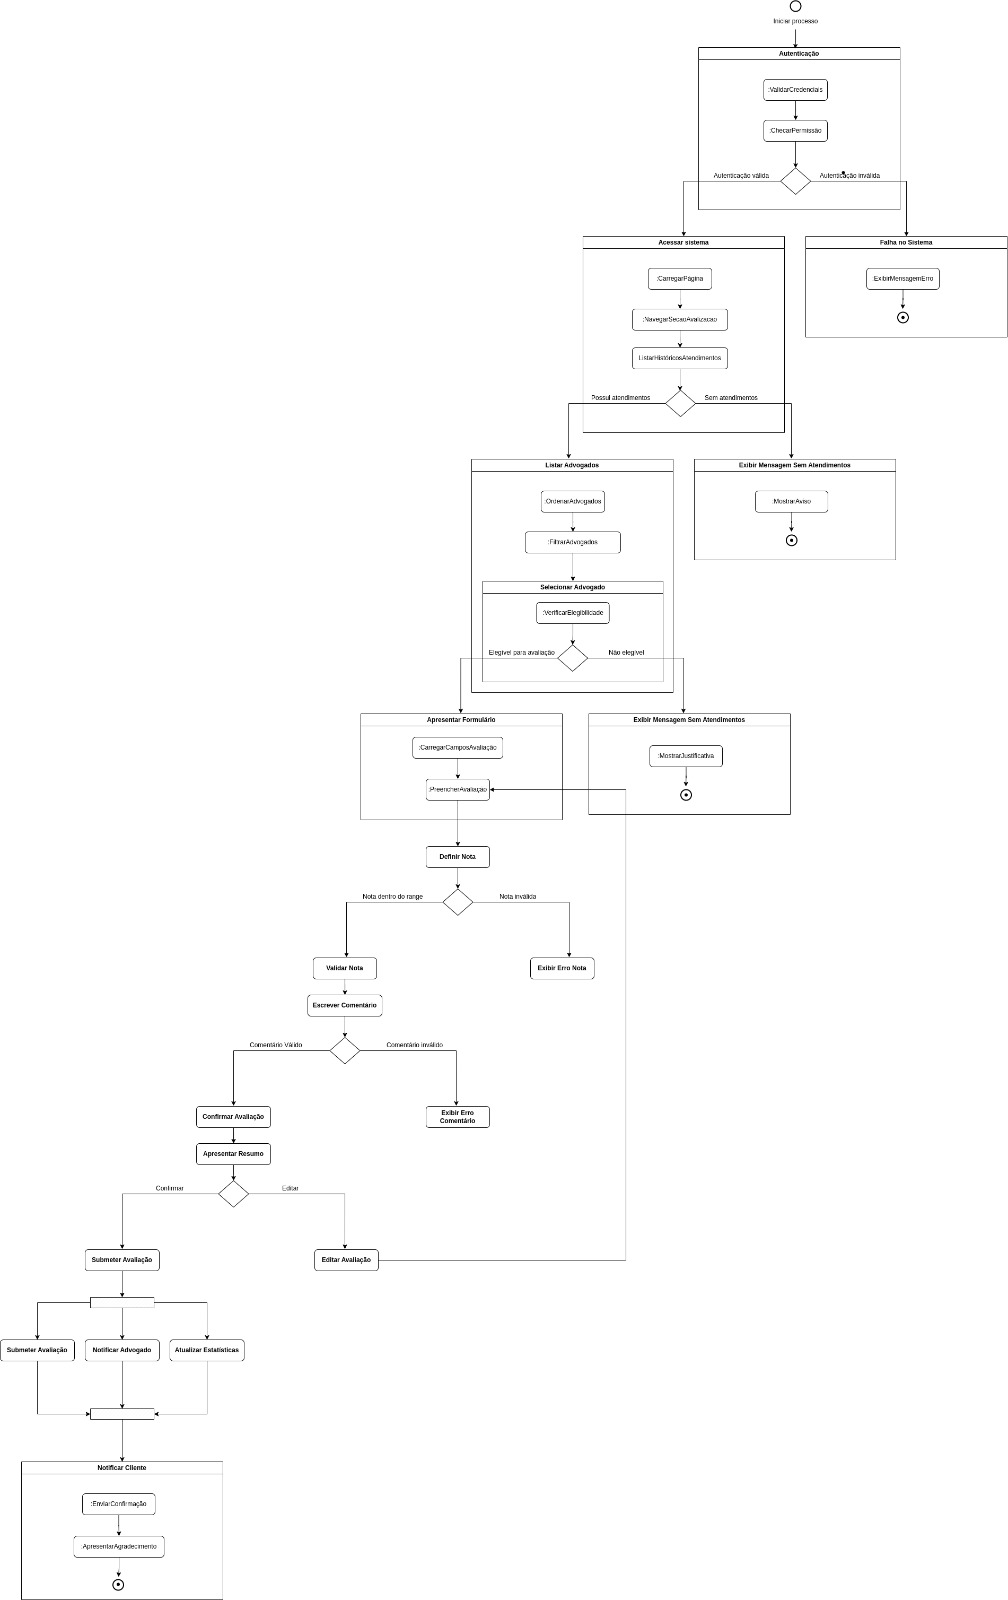 Iniciar processo
Autenticação
:ValidarCredenciais
:ChecarPermissão
Autenticação válida
Autenticação inválida
Acessar sistema
Falha no Sistema
:CarregarPágina
:ExibirMensagemErro
:NavegarSecaoAvalizacao
ListarHistóricosAtendimentos
Possui atendimentos
Sem atendimentos
Listar Advogados
Exibir Mensagem Sem Atendimentos
:OrdenarAdvogados
:MostrarAviso
:FiltrarAdvogados
Selecionar Advogado
:VerificarElegibilidade
Elegível para avaliação
Não elegível
Apresentar Formulário
Exibir Mensagem Sem Atendimentos
:CarregarCamposAvaliação
:MostrarJustificativa
:PreencherAvaliação
Definir Nota
Nota dentro do range
Nota inválida
Validar Nota
Exibir Erro Nota
Escrever Comentário
Comentário Válido
Comentário inválido
Confirmar Avaliação
Exibir Erro
Comentário
Apresentar Resumo
Confirmar
Editar
Submeter Avaliação
Editar Avaliação
Submeter Avaliação
Notificar Advogado
Atualizar Estatísticas
Notificar Cliente
:EnviarConfirmação
:ApresentarAgradecimento